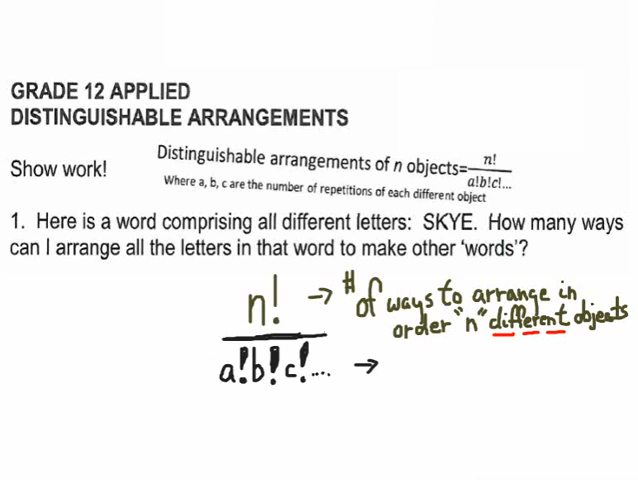 GRADE 12 APPLIED
DISTINGUISHABLE ARRANGEMENTS
Show work!
Distinguishable arrangements of n objects=n!/a!b!c!...
Where a, b, c are the number of repetitions of each different object
1. Here is a word comprising all different letters: SKYE. How many ways
can I arrange all the letters in that word to make other 'words'?
n! → # of ways to arrange in
order "n" different objects
a!b!c!.... →